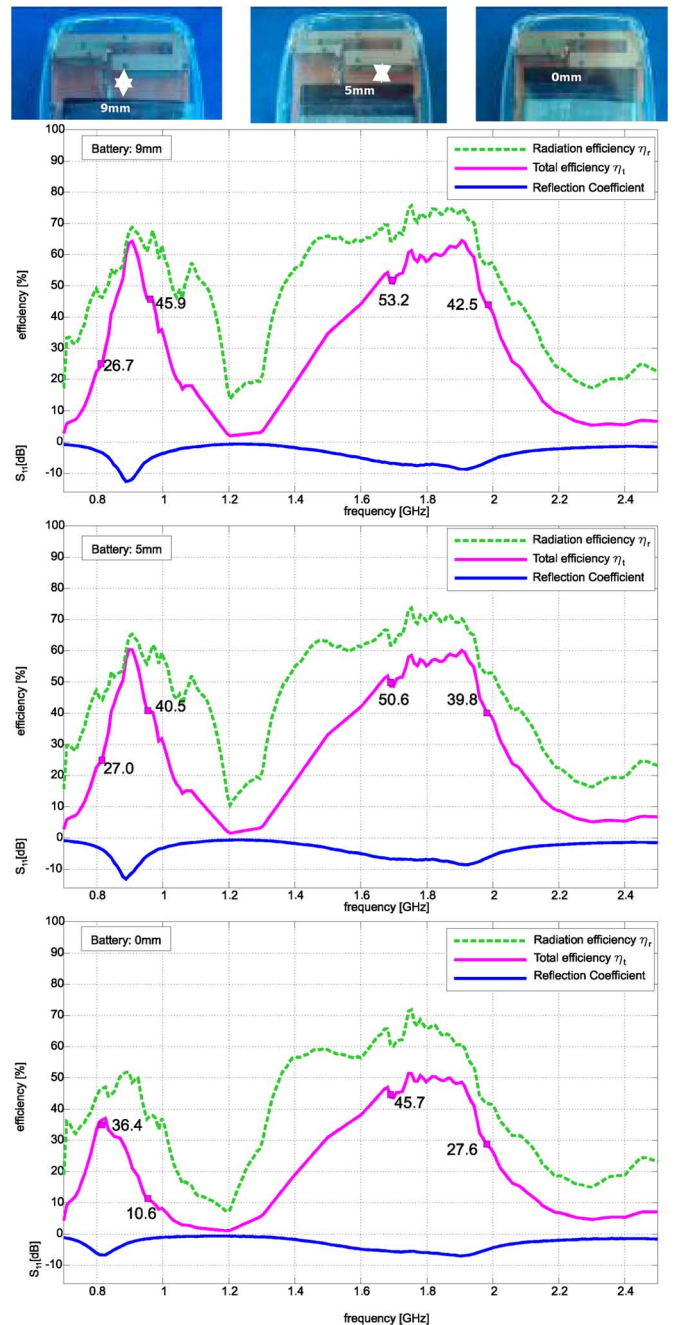 9mm
5mm
0mm
Battery: 9mm
Radiation efficiency ηr
Total efficiency ηt
Reflection Coefficient
100
90
80
70
60
50
40
30
20
10
0
-10
efficiency [%]
S11[dB]
26.7
45.9
53.2
42.5
0.8 1 1.2 1.4 1.6 1.8 2 2.2 2.4
frequency [GHz]
Battery: 5mm
Radiation efficiency ηr
Total efficiency ηt
Reflection Coefficient
100
90
80
70
60
50
40
30
20
10
0
-10
efficiency [%]
S11[dB]
27.0
40.5
50.6
39.8
0.8 1 1.2 1.4 1.6 1.8 2 2.2 2.4
frequency [GHz]
Battery: 0mm
Radiation efficiency ηr
Total efficiency ηt
Reflection Coefficient
100
90
80
70
60
50
40
30
20
10
0
-10
efficiency [%]
S11[dB]
36.4
10.6
45.7
27.6
0.8 1 1.2 1.4 1.6 1.8 2 2.2 2.4
frequency [GHz]